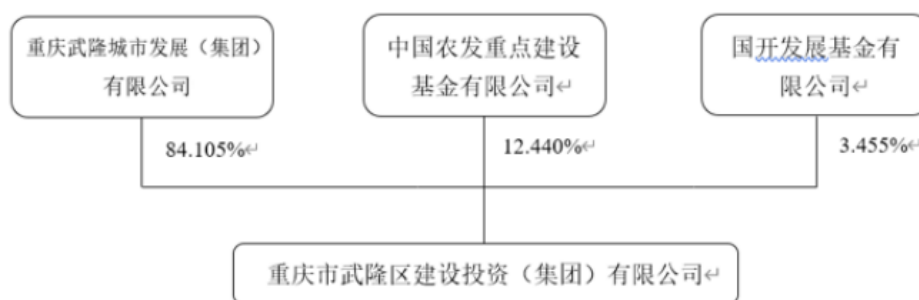 重庆武隆城市发展（集团）
有限公司
中国农发重点建设
基金有限公司↵
国开发展基金有
限公司↵
84.105%↵
12.440%↵
3.455%↵
重庆市武隆区建设投资（集团）有限公司↵